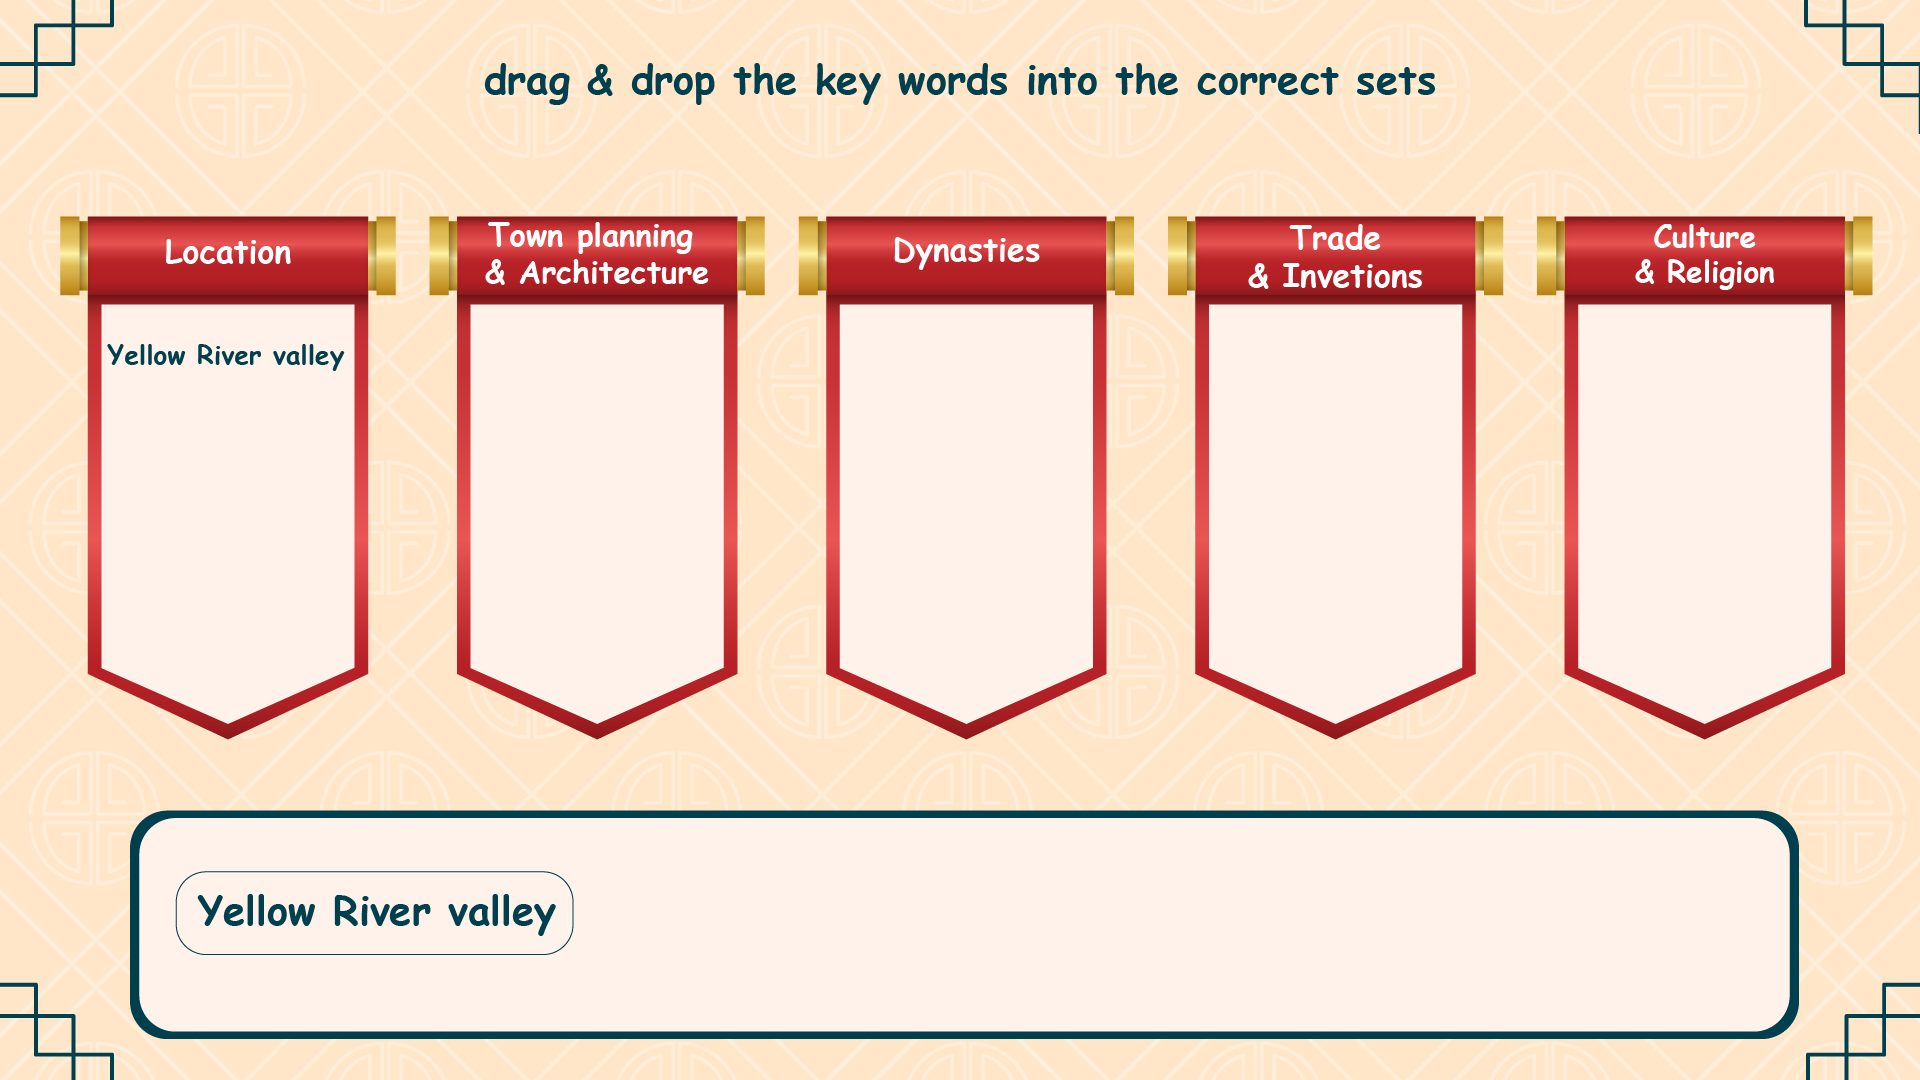 drag & drop the key words into the correct sets
Location
Town planning
& Architecture
Dynasties
Trade
& Invetions
Culture
& Religion
Yellow River valley
Yellow River valley